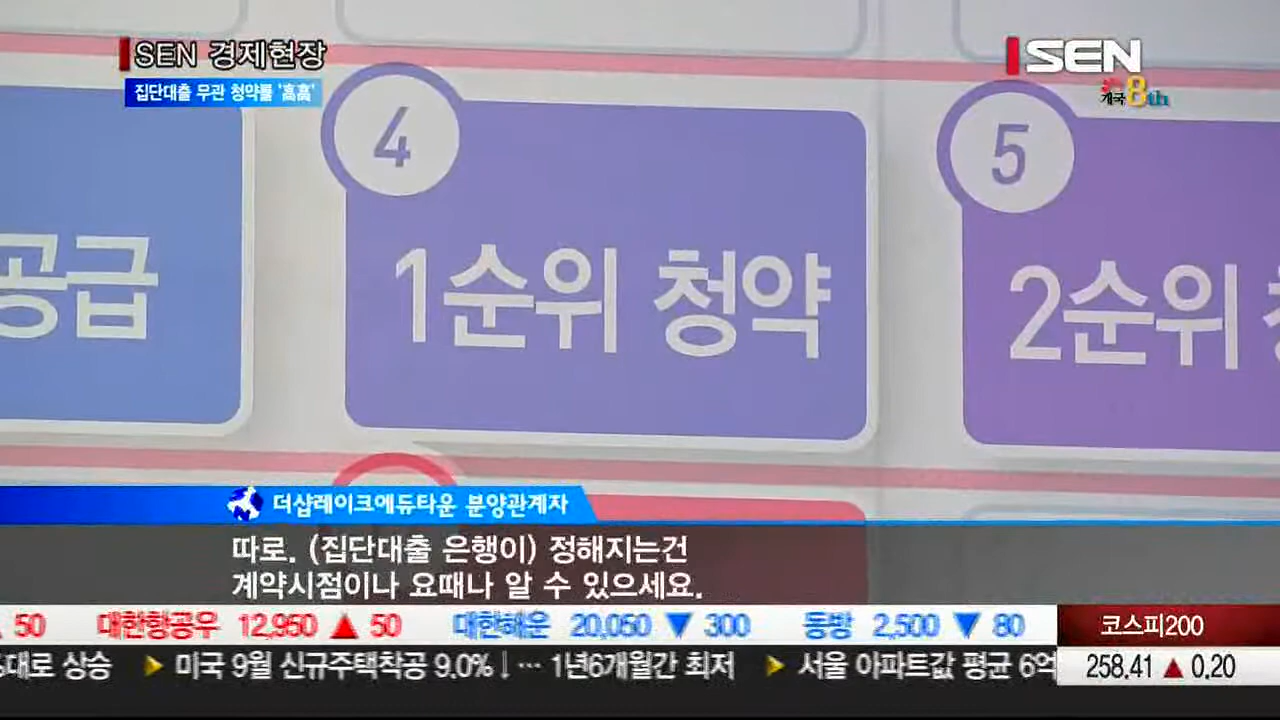 SEN 경제현장
집단대출 무관 청약률 '高高'
SEN
개국 8th
4
5
공급
1순위 청약
2순위
더샵레이크에듀타운 분양관계자
따로. (집단대출 은행이) 정해지는건
계약시점이나 요때나 알 수 있으세요.
50 대한항공우 12,950 ▲ 50 대한해운 20,050 ▼ 300 동방 2,500 ▼ 80
코스피200
대로 상승 ▶ 미국 9월 신규주택착공 9.0%↓… 1년6개월간 최저 ▶ 서울 아파트값 평균 6억
258.41 ▲ 0.20